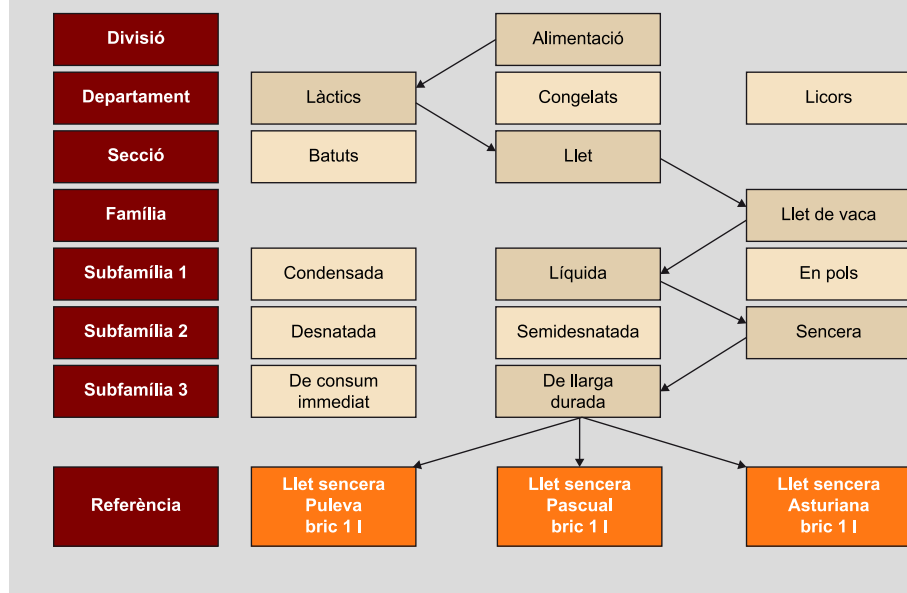 Divisió
Alimentació
Departament
Làctics
Congelats
Licors
Secció
Batuts
Llet
Família
Llet de vaca
Subfamília 1
Condensada
Líquida
En pols
Subfamília 2
Desnatada
Semidesnatada
Sencera
Subfamília 3
De consum
immediat
De llarga
durada
Referència
Llet sencera
Puleva
bric 1 l
Llet sencera
Pascual
bric 1 l
Llet sencera
Asturiana
bric 1 l